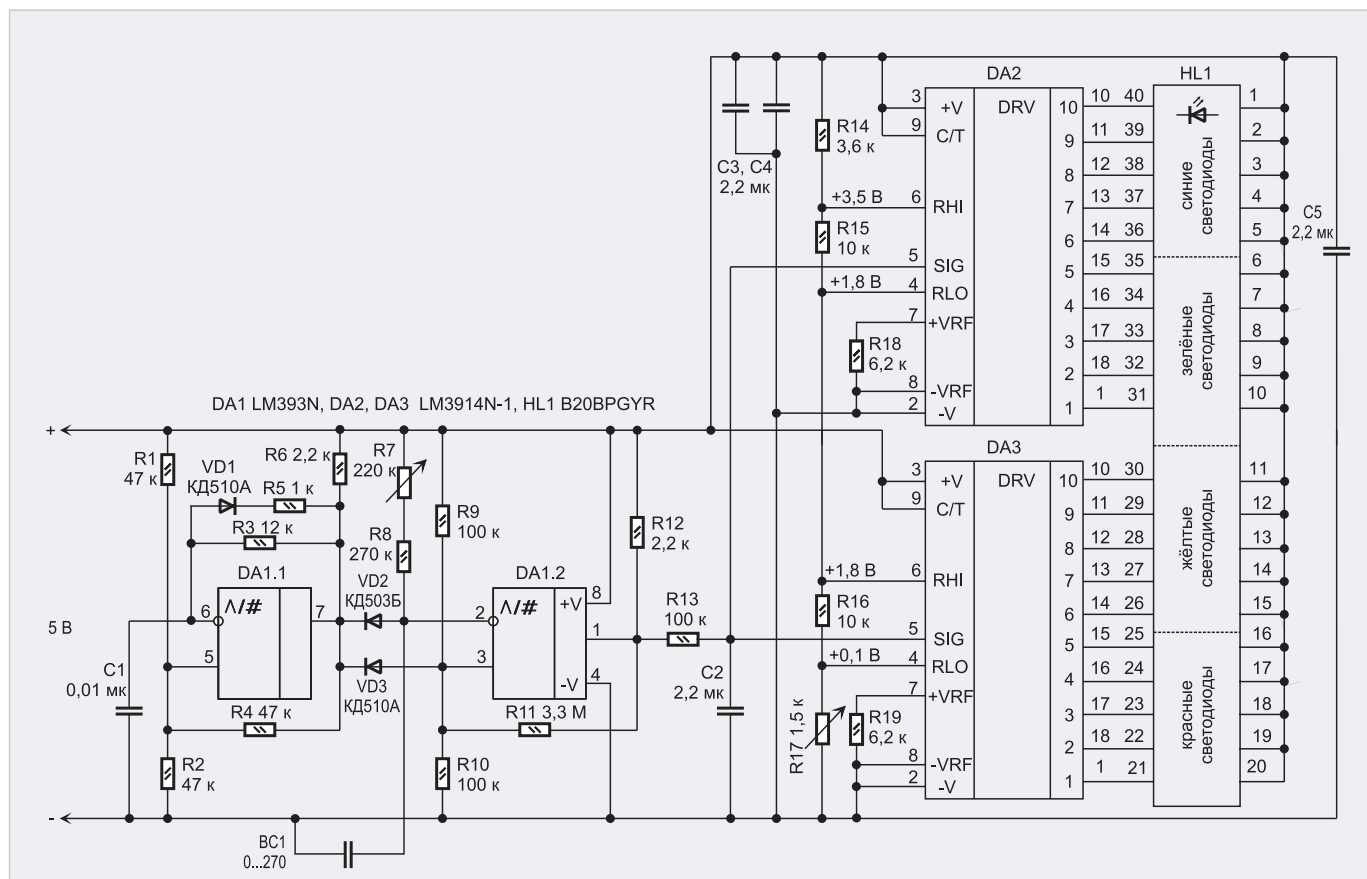 DA2
HL1
3
+V
DRV
9
C/T
R14
3,6 к
C3, C4
2,2 мк
+3,5 В
6
RHI
R15
10 к
5
SIG
+1,8 В
4
RLO
7
+VRF
R18
6,2 к
8
-VRF
2
-V
10 10 40 1
9 11 39 2
8 12 38 3
7 13 37 4
6 14 36 5
5 15 35 6
4 16 34 7
3 17 33 8
2 18 32 9
1 1 31 10
синие
светодиоды
зелёные
светодиоды
C5
2,2 мк
DA1 LM393N, DA2, DA3 LM3914N-1, HL1 B20BPGYR
+
R1
47 к
VD1
КД510А
R6 2,2 к
R5 1 к
R3 12 к
R7
220 к
R8
270 к
R9
100 к
R12
2,2 к
DA1.1
Λ/#
6
7
5
VD2
КД503Б
VD3
КД510А
DA1.2
Λ/#
2
3
+V
8
1
-V
4
R13
100 к
5 В
C1
0,01 мк
R4 47 к
R11 3,3 М
C2
2,2 мк
R2
47 к
R10
100 к
-
BC1
0...270
DA3
3
+V
DRV
9
C/T
+1,8 В
6
RHI
R16
10 к
5
SIG
+0,1 В
4
RLO
7
+VRF
R17 1,5 к
R19
6,2 к
8
-VRF
2
-V
10 10 30 11
9 11 29 12
8 12 28 13
7 13 27 14
6 14 26 15
5 15 25 16
4 16 24 17
3 17 23 18
2 18 22 19
1 1 21 20
жёлтые
светодиоды
красные
светодиоды